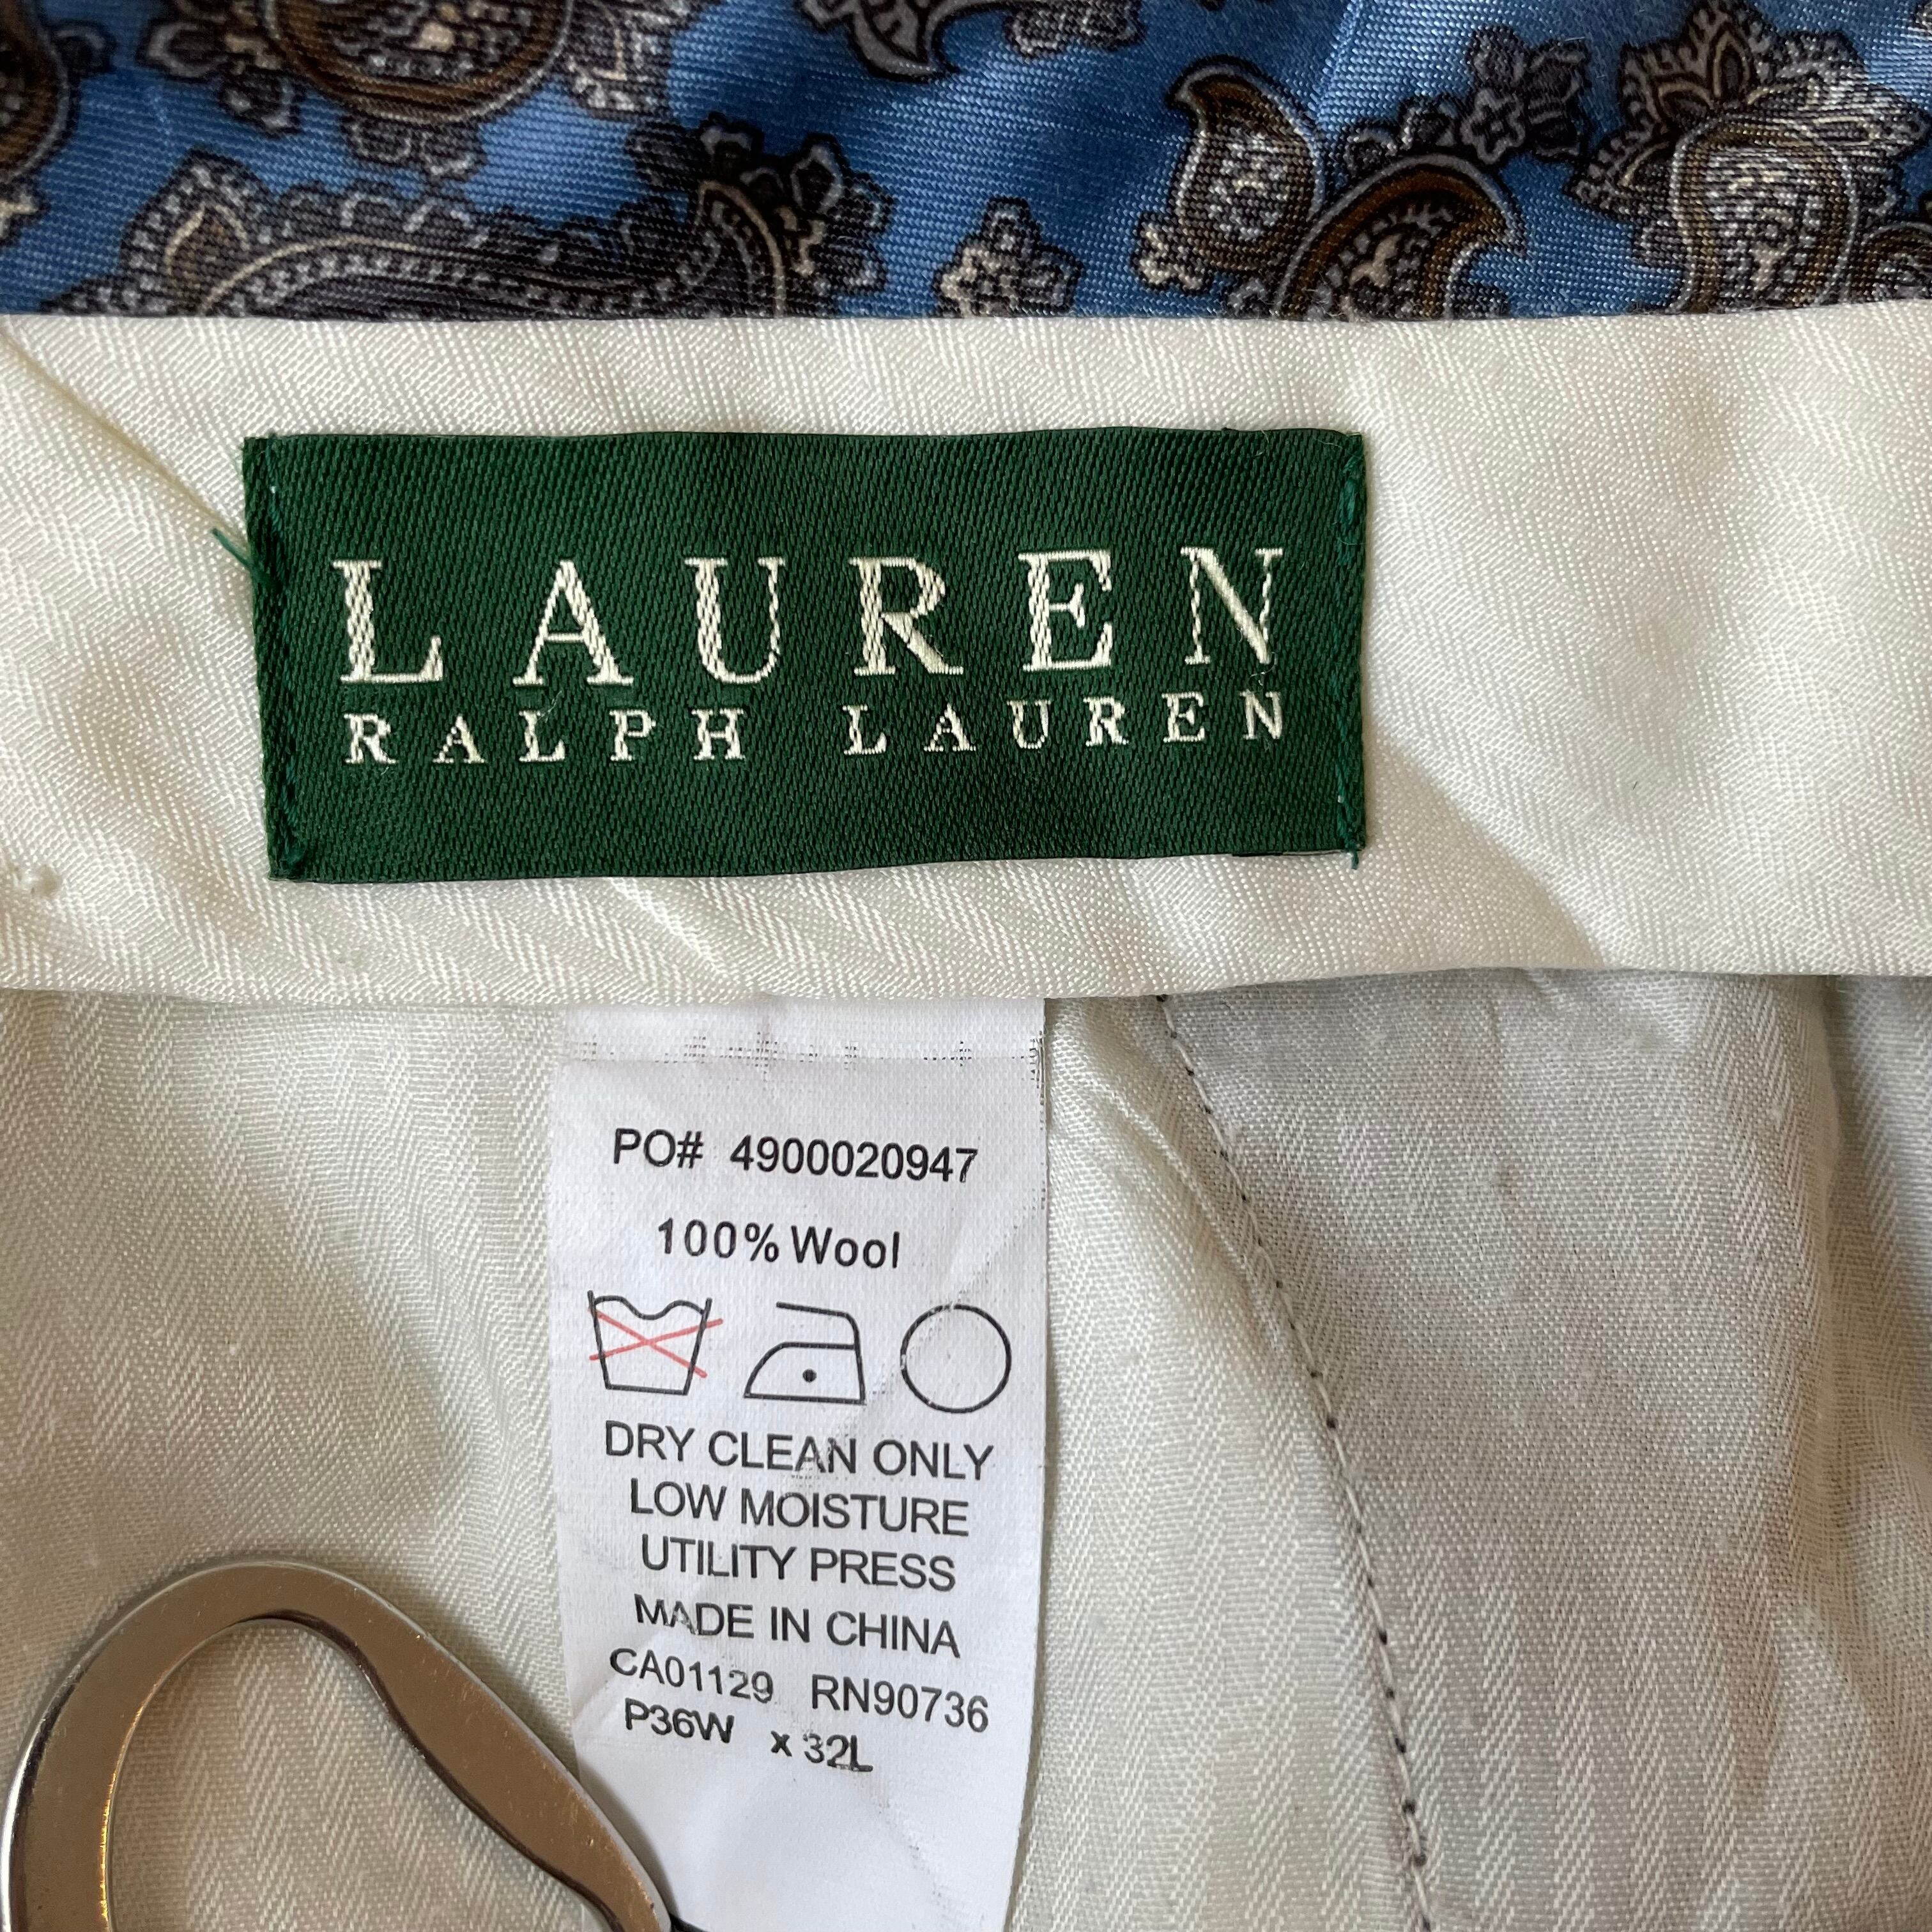 LAUREN
RALPH LAUREN
PO# 4900020947
100% Wool
DRY CLEAN ONLY
LOW MOISTURE
UTILITY PRESS
MADE IN CHINA
CA01129 RN90736
P36W x 32L